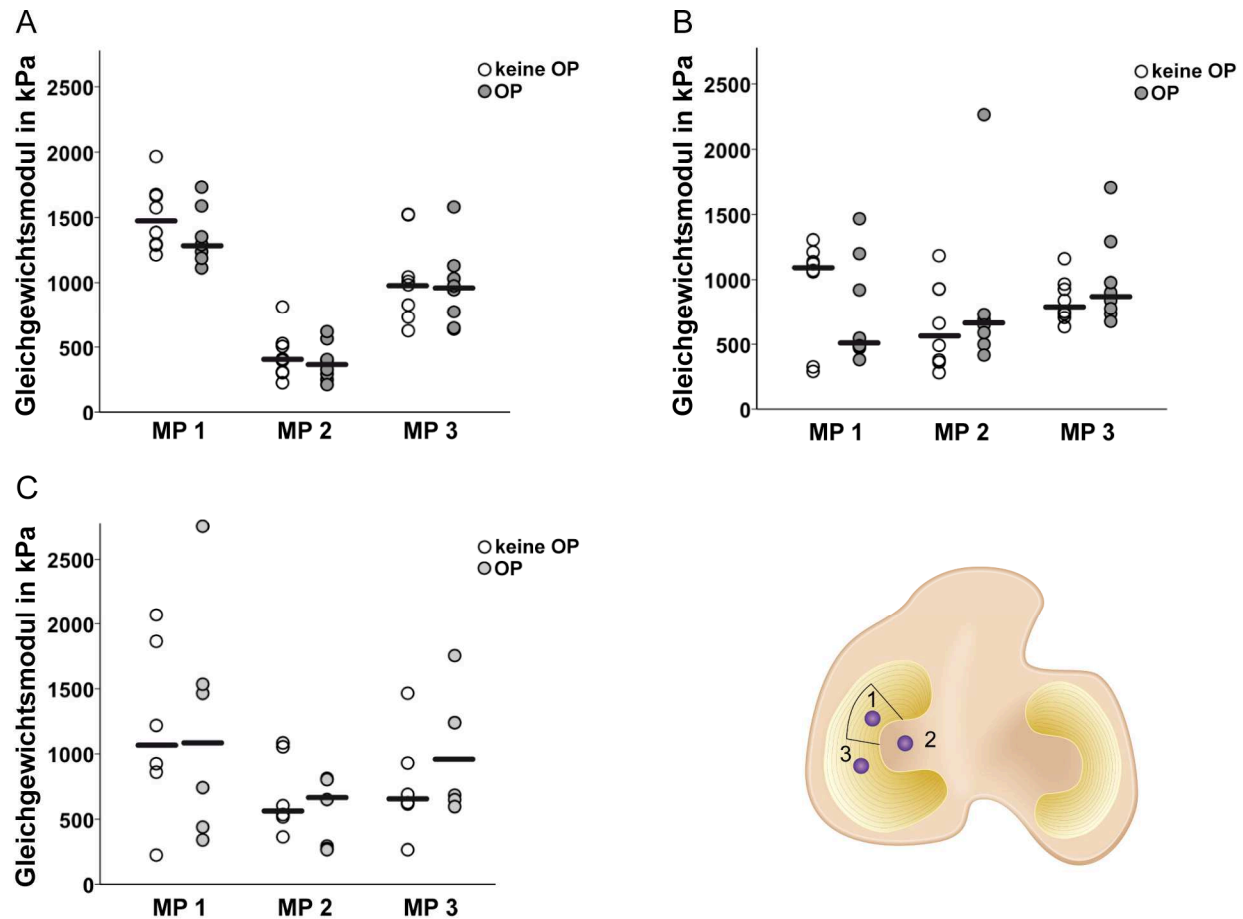 A
Gleichgewichtsmodul in kPa
2500
2000
1500
1000
500
0
MP 1 MP 2 MP 3
keine OP
OP
B
Gleichgewichtsmodul in kPa
2500
2000
1500
1000
500
0
MP 1 MP 2 MP 3
keine OP
OP
C
Gleichgewichtsmodul in kPa
2500
2000
1500
1000
500
0
MP 1 MP 2 MP 3
keine OP
OP
1
2
3